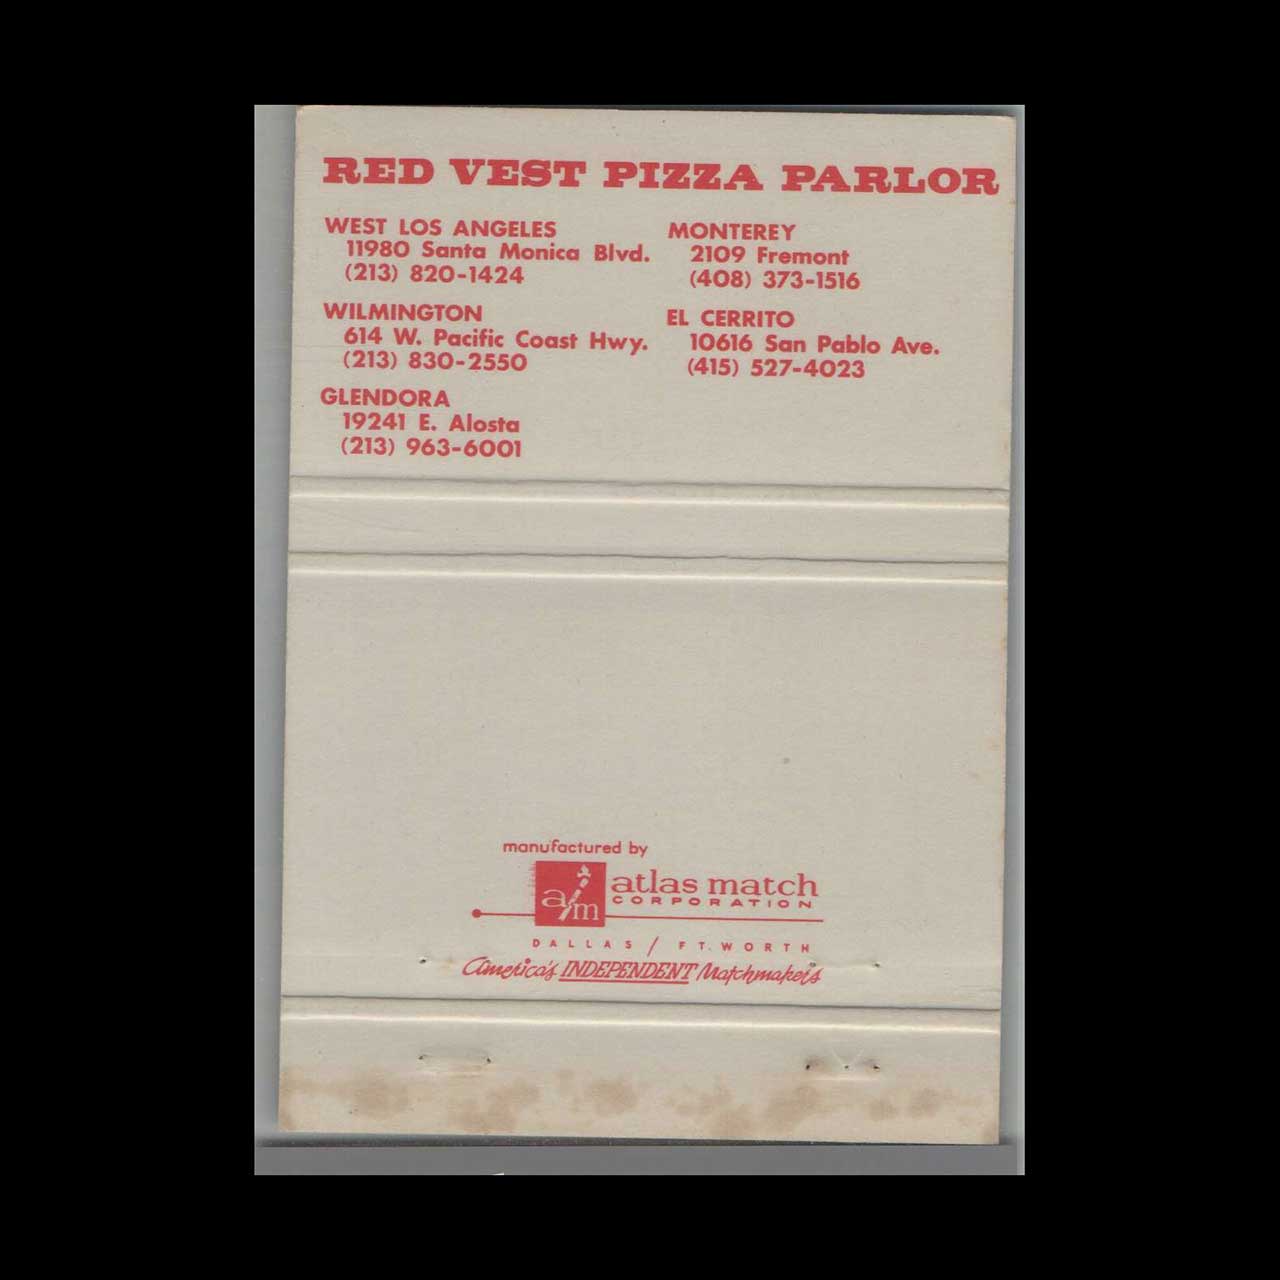 RED VEST PIZZA PARLOR
WEST LOS ANGELES
11980 Santa Monica Blvd.
(213) 820-1424
WILMINGTON
614 W. Pacific Coast Hwy.
(213) 830-2550
GLENDORA
19241 E. Alosta
(213) 963-6001
MONTEREY
2109 Fremont
(408) 373-1516
EL CERRITO
10616 San Pablo Ave.
(415) 527-4023
manufactured by
a/m
atlas match
CORPORATION
DALLAS / FT. WORTH
America's INDEPENDENT Matchmakers